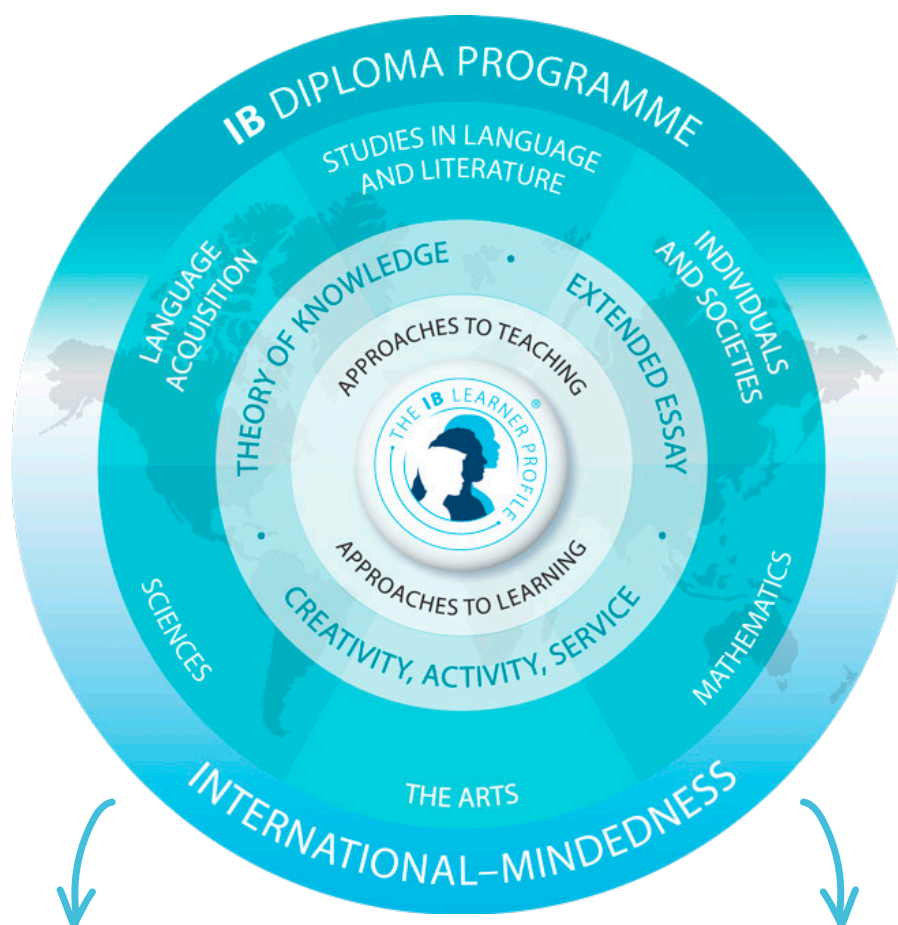 IB DIPLOMA PROGRAMME
STUDIES IN LANGUAGE
AND LITERATURE
LANGUAGE
ACQUISITION
INDIVIDUALS
AND SOCIETIES
THEORY OF KNOWLEDGE
EXTENDED ESSAY
APPROACHES TO TEACHING
THE IB LEARNER PROFILE®
APPROACHES TO LEARNING
CREATIVITY, ACTIVITY, SERVICE
SCIENCES
MATHEMATICS
THE ARTS
INTERNATIONAL–MINDEDNESS